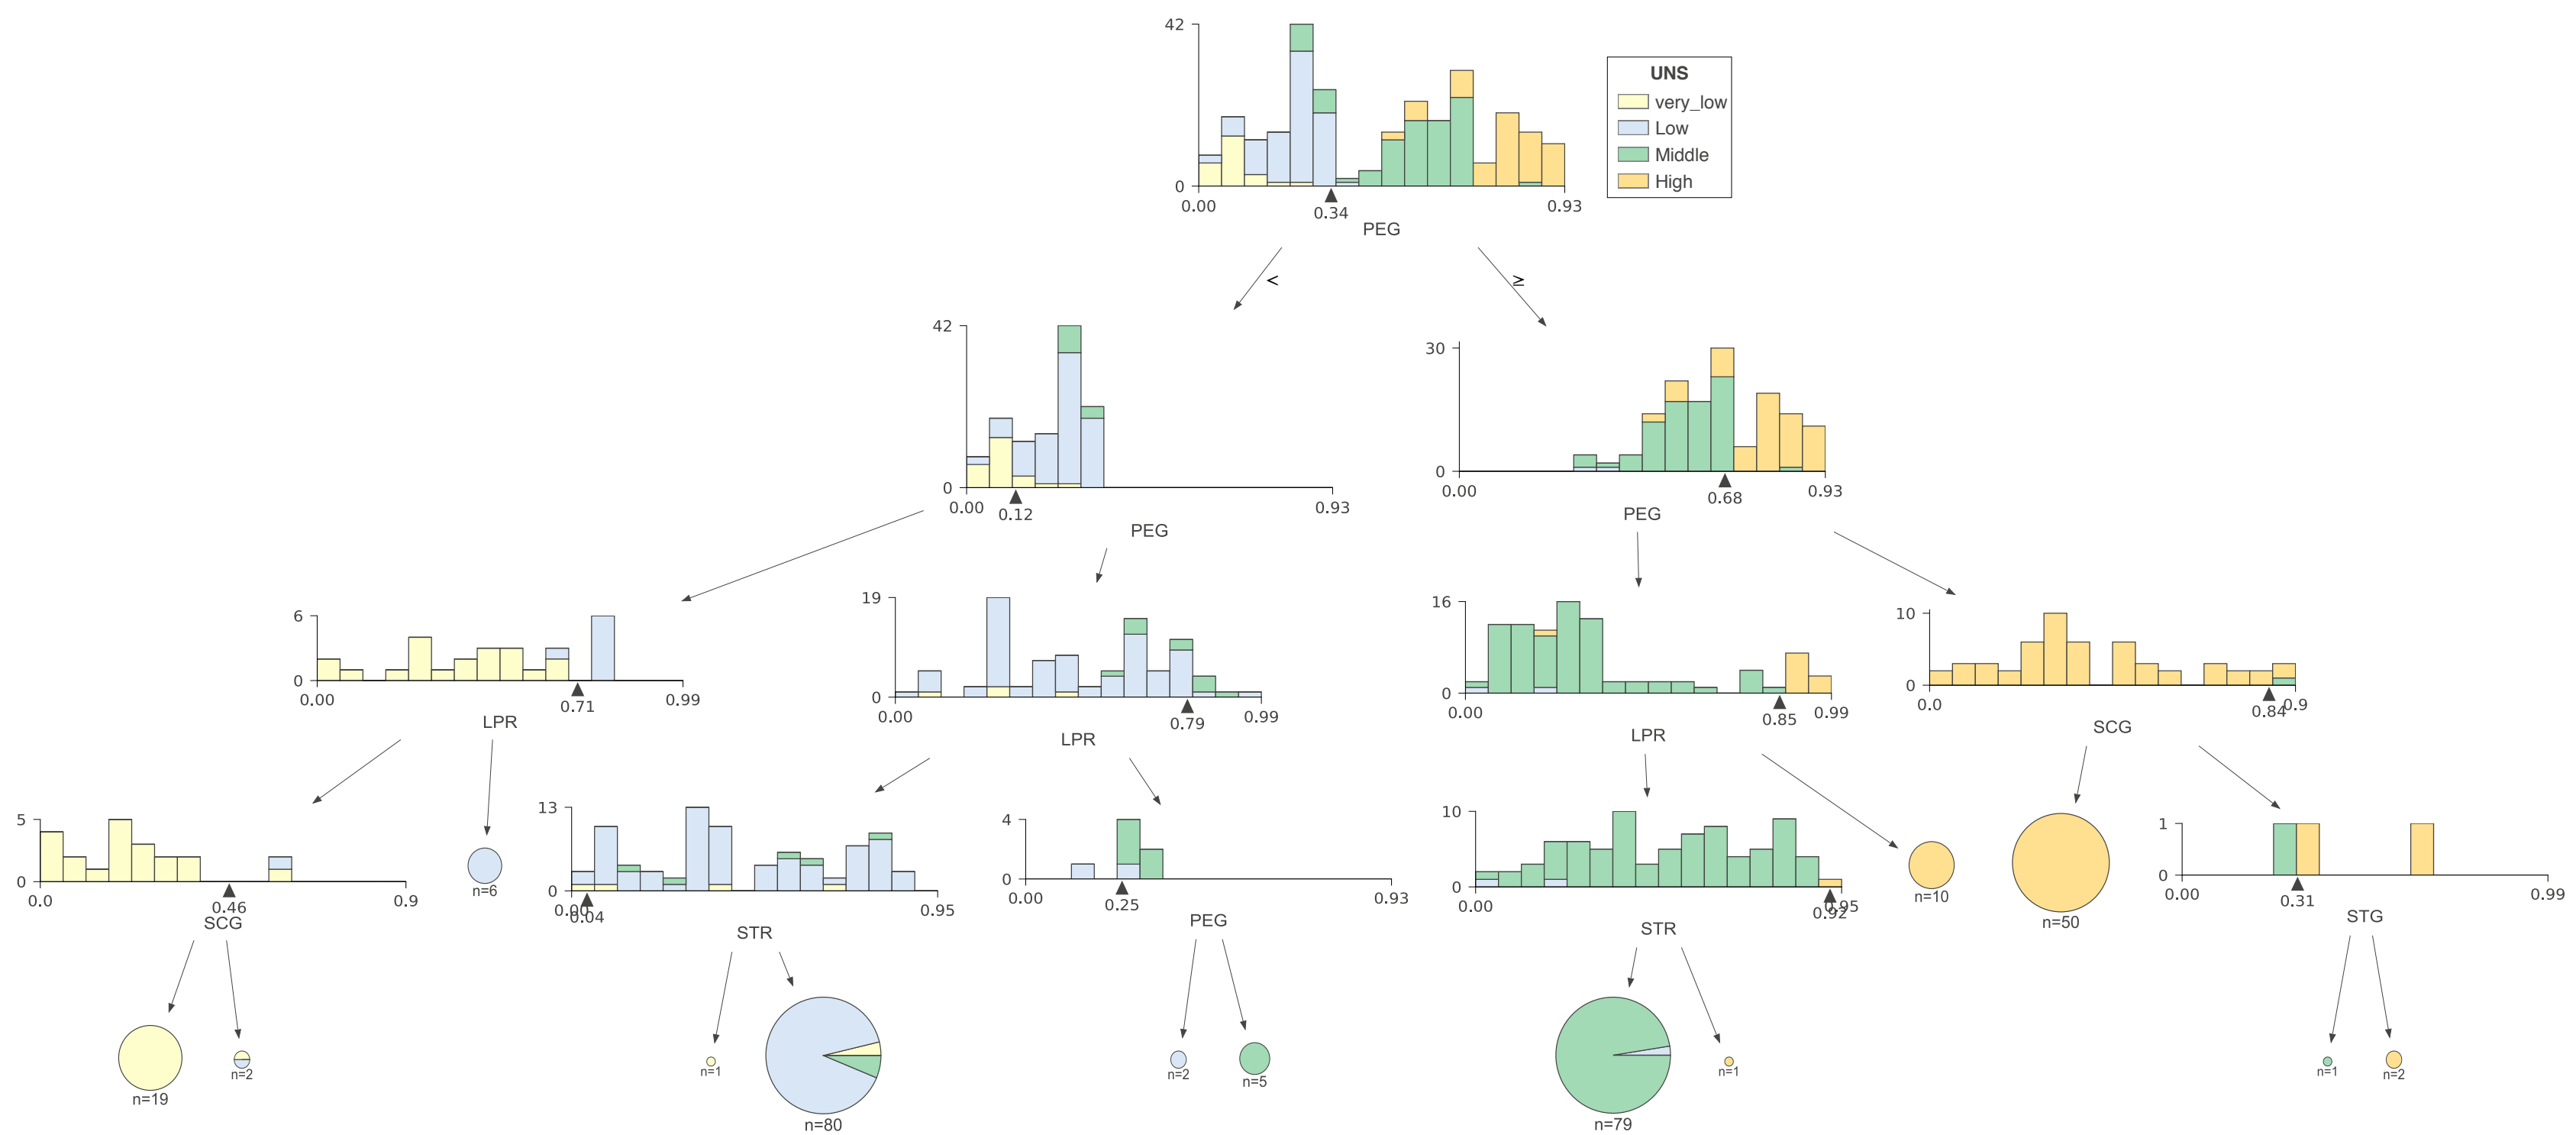 42
0
0.00
0.34
0.93
PEG
UNS
very_low
Low
Middle
High
<
≥
42
0
0.00
0.12
0.93
PEG
30
0
0.00
0.68
0.93
PEG
6
0
0.00
0.71
0.99
LPR
19
0
0.00
0.79
0.99
LPR
16
0
0.00
0.85
0.99
LPR
10
0
0.0
0.84
0.9
SCG
5
0
0.0
0.46
0.9
SCG
n=6
13
0
0.00
0.04
0.95
STR
4
0
0.00
0.25
0.93
PEG
10
0
0.00
0.92
0.95
STR
n=10
n=50
1
0
0.00
0.31
0.99
STG
n=19
n=2
n=1
n=80
n=2
n=5
n=79
n=1
n=1
n=2